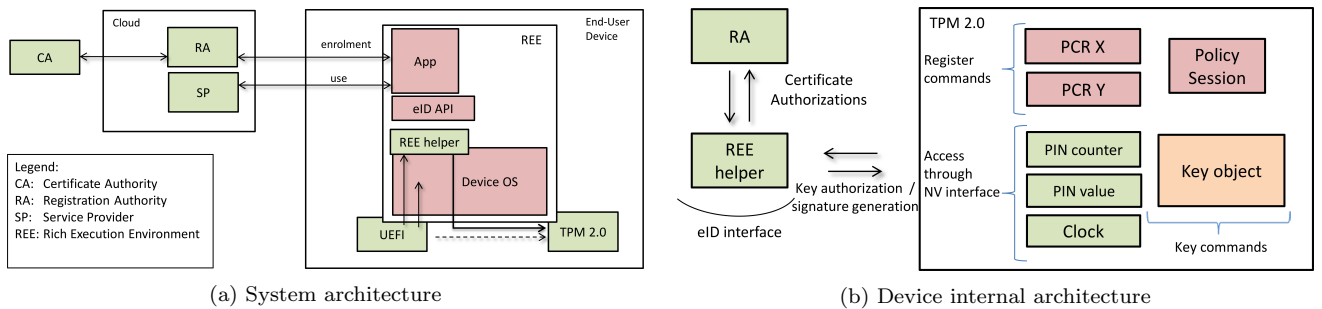 Cloud
CA
RA
SP
enrolment
use
End-User
Device
REE
App
eID API
REE helper
Device OS
UEFI
TPM 2.0
Legend:
CA: Certificate Authority
RA: Registration Authority
SP: Service Provider
REE: Rich Execution Environment
(a) System architecture
RA
Certificate
Authorizations
REE
helper
Key authorization /
signature generation
eID interface
TPM 2.0
Register
commands
PCR X
PCR Y
Policy
Session
Access
through
NV interface
PIN counter
PIN value
Clock
Key object
Key commands
(b) Device internal architecture